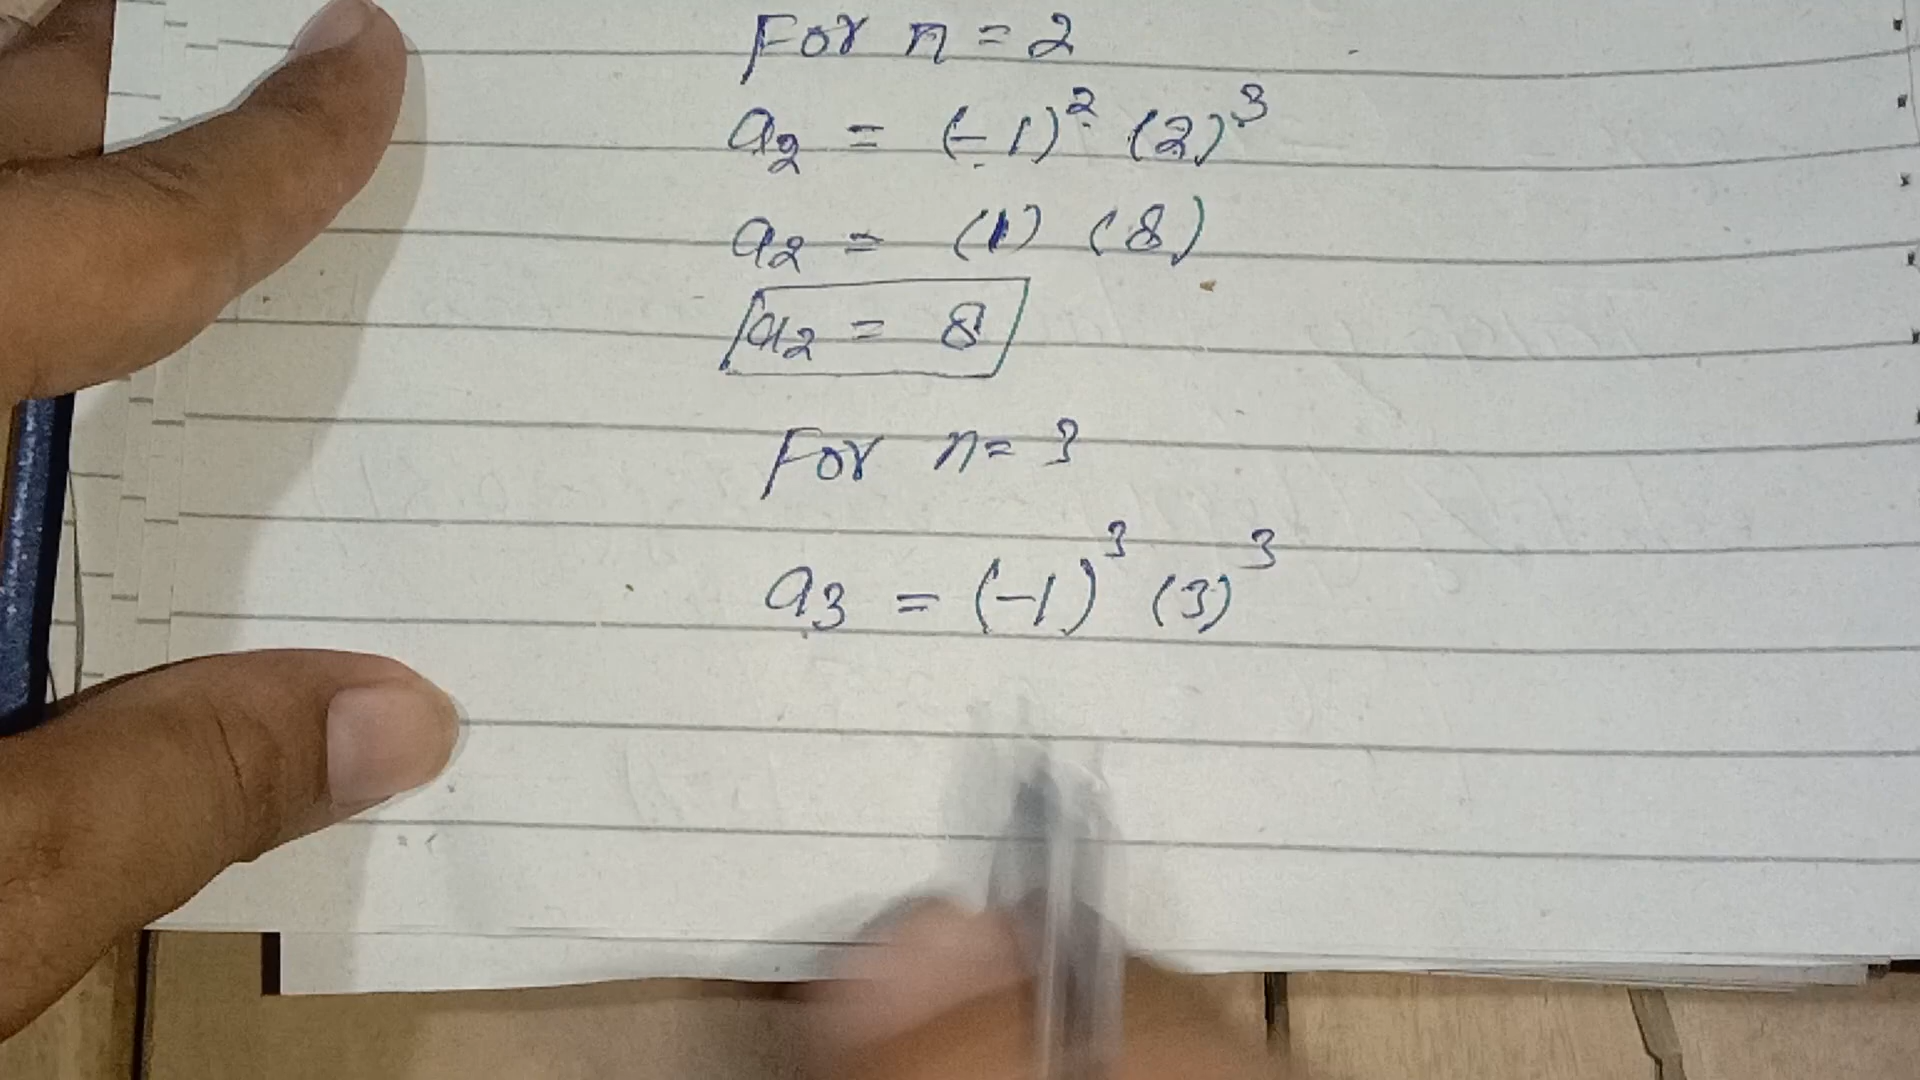 For n = 2
a₂ = (-1)² (2)³
a₂ = (1) (8)
a₂ = 8
For n = 3
a₃ = (-1)³ (3)³